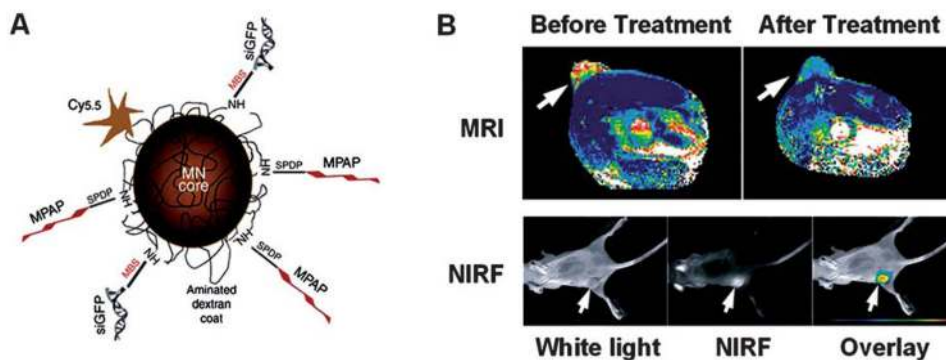 A
siGFP
MBS
Cy5.5
NH
MN
core
NH
SPDP
MPAP
NH
SPDP
MPAP
NH
SPDP
MPAP
NH
MBS
siGFP
Aminated
dextran
coat
B
Before Treatment
After Treatment
MRI
NIRF
White light
NIRF
Overlay